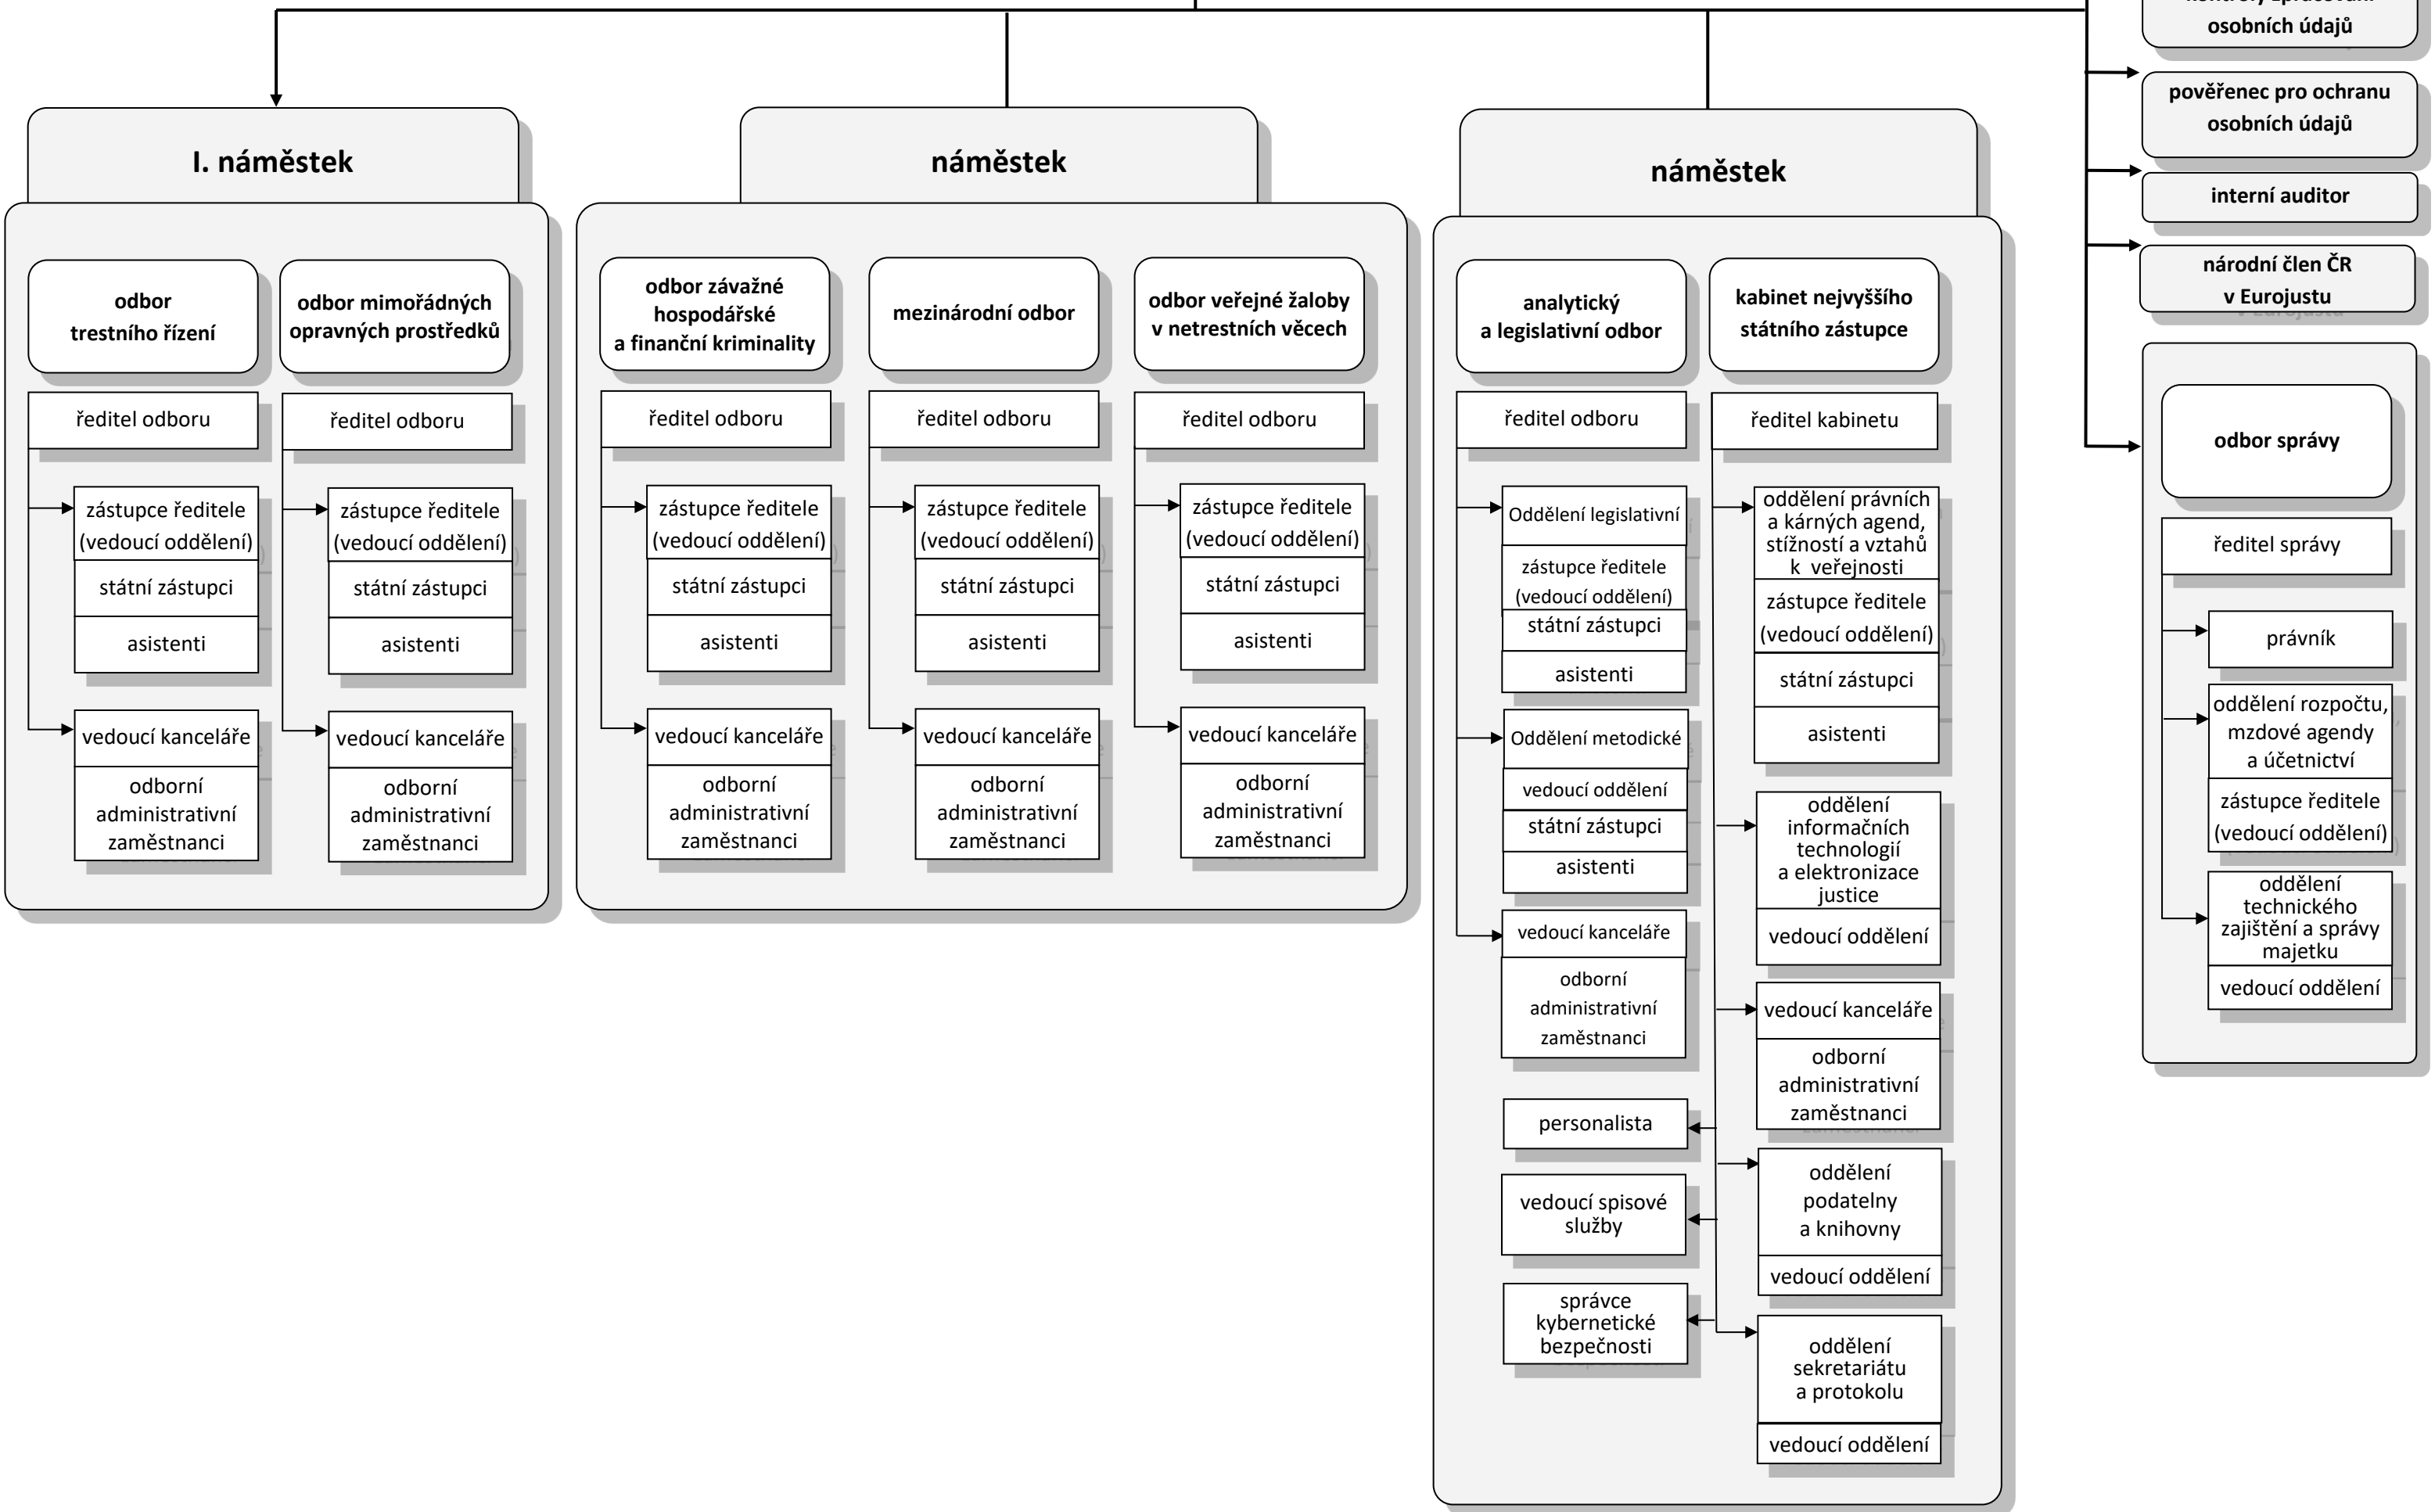 osobních údajů
pověřenec pro ochranu
osobních údajů
interní auditor
národní člen ČR
v Eurojustu
I. náměstek
odbor
trestního řízení
ředitel odboru
zástupce ředitele
(vedoucí oddělení)
státní zástupci
asistenti
vedoucí kanceláře
odborní
administrativní
zaměstnanci
odbor mimořádných
opravných prostředků
ředitel odboru
zástupce ředitele
(vedoucí oddělení)
státní zástupci
asistenti
vedoucí kanceláře
odborní
administrativní
zaměstnanci
náměstek
odbor závažné
hospodářské
a finanční kriminality
ředitel odboru
zástupce ředitele
(vedoucí oddělení)
státní zástupci
asistenti
vedoucí kanceláře
odborní
administrativní
zaměstnanci
mezinárodní odbor
ředitel odboru
zástupce ředitele
(vedoucí oddělení)
státní zástupci
asistenti
vedoucí kanceláře
odborní
administrativní
zaměstnanci
odbor veřejné žaloby
v netrestních věcech
ředitel odboru
zástupce ředitele
(vedoucí oddělení)
státní zástupci
asistenti
vedoucí kanceláře
odborní
administrativní
zaměstnanci
náměstek
analytický
a legislativní odbor
ředitel odboru
Oddělení legislativní
zástupce ředitele
(vedoucí oddělení)
státní zástupci
asistenti
Oddělení metodické
vedoucí oddělení
státní zástupci
asistenti
vedoucí kanceláře
odborní
administrativní
zaměstnanci
personalista
vedoucí spisové
služby
správce
kybernetické
bezpečnosti
kabinet nejvyššího
státního zástupce
ředitel kabinetu
oddělení právních
a kárných agend,
stížností a vztahů
k veřejnosti
zástupce ředitele
(vedoucí oddělení)
státní zástupci
asistenti
oddělení
informačních
technologií
a elektronizace
justice
vedoucí oddělení
vedoucí kanceláře
odborní
administrativní
zaměstnanci
oddělení
podatelny
a knihovny
vedoucí oddělení
oddělení
sekretariátu
a protokolu
vedoucí oddělení
odbor správy
ředitel správy
právník
oddělení rozpočtu,
mzdové agendy
a účetnictví
zástupce ředitele
(vedoucí oddělení)
oddělení
technického
zajištění a správy
majetku
vedoucí oddělení